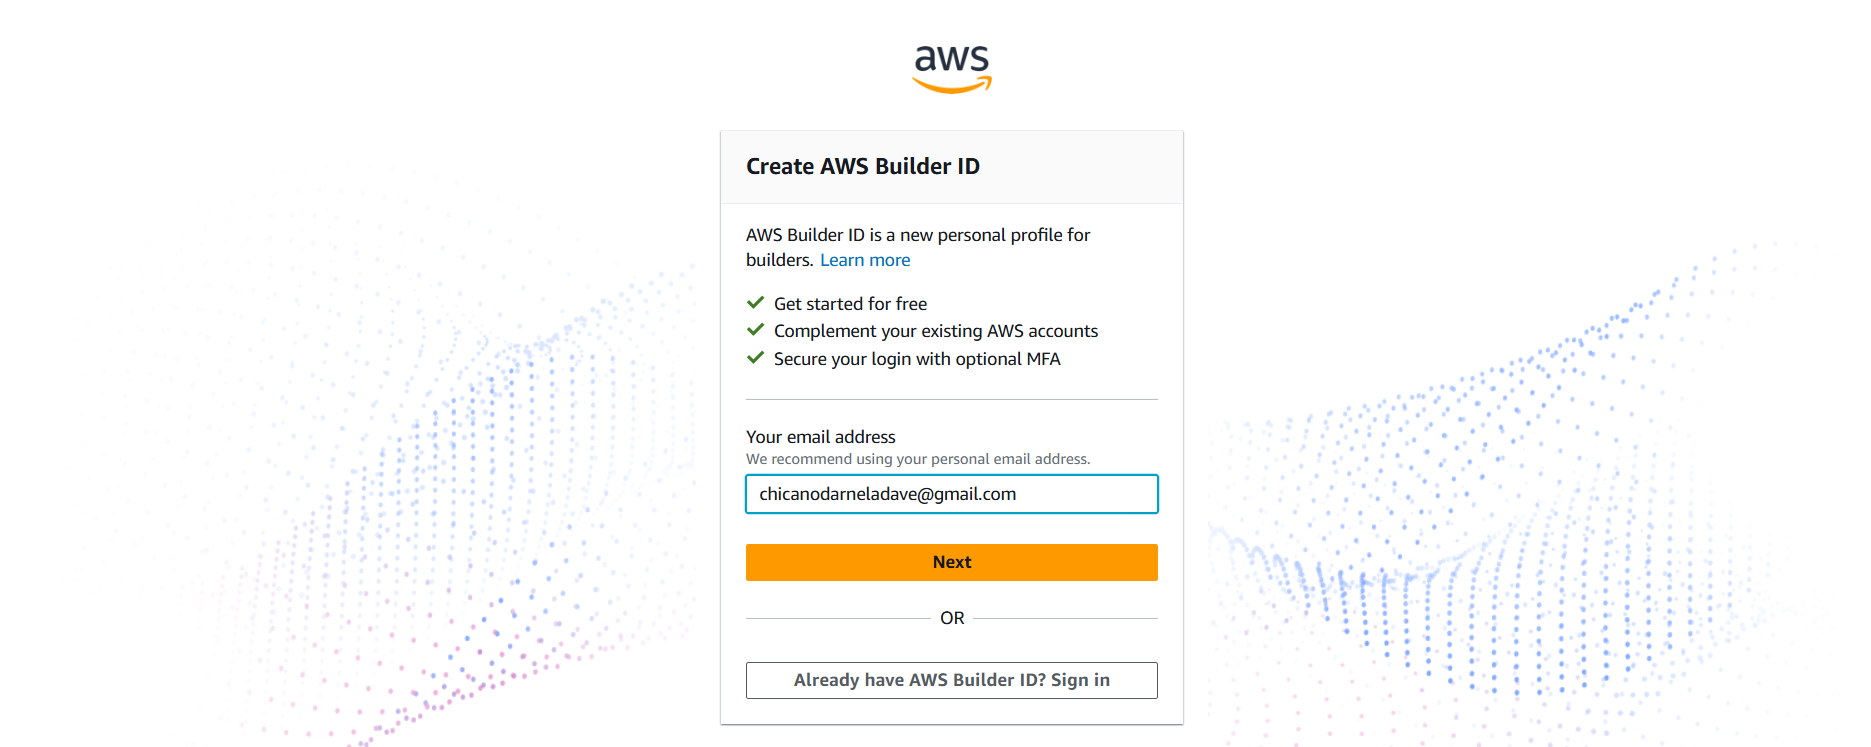 aws
Create AWS Builder ID
AWS Builder ID is a new personal profile for
builders. Learn more
Get started for free
Complement your existing AWS accounts
Secure your login with optional MFA
Your email address
We recommend using your personal email address.
chicanodarneladave@gmail.com
Next
OR
Already have AWS Builder ID? Sign in